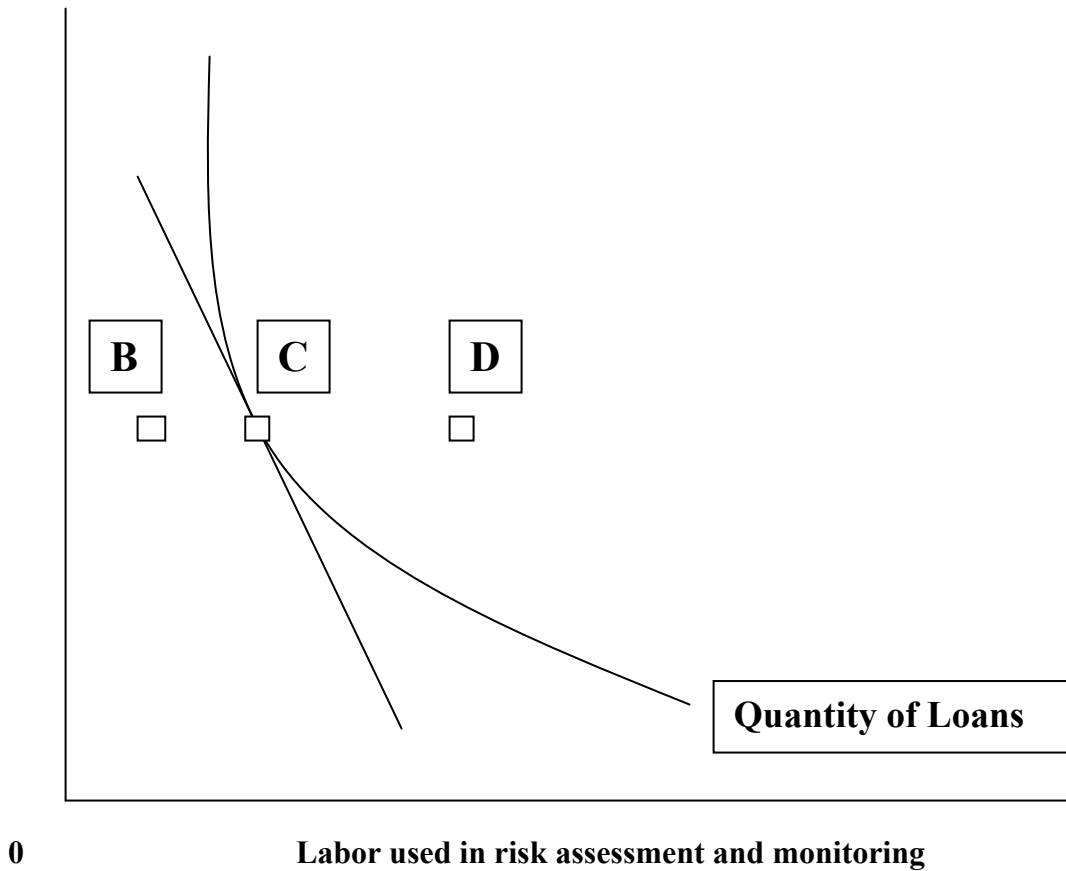 B
C
D
Quantity of Loans
0
Labor used in risk assessment and monitoring